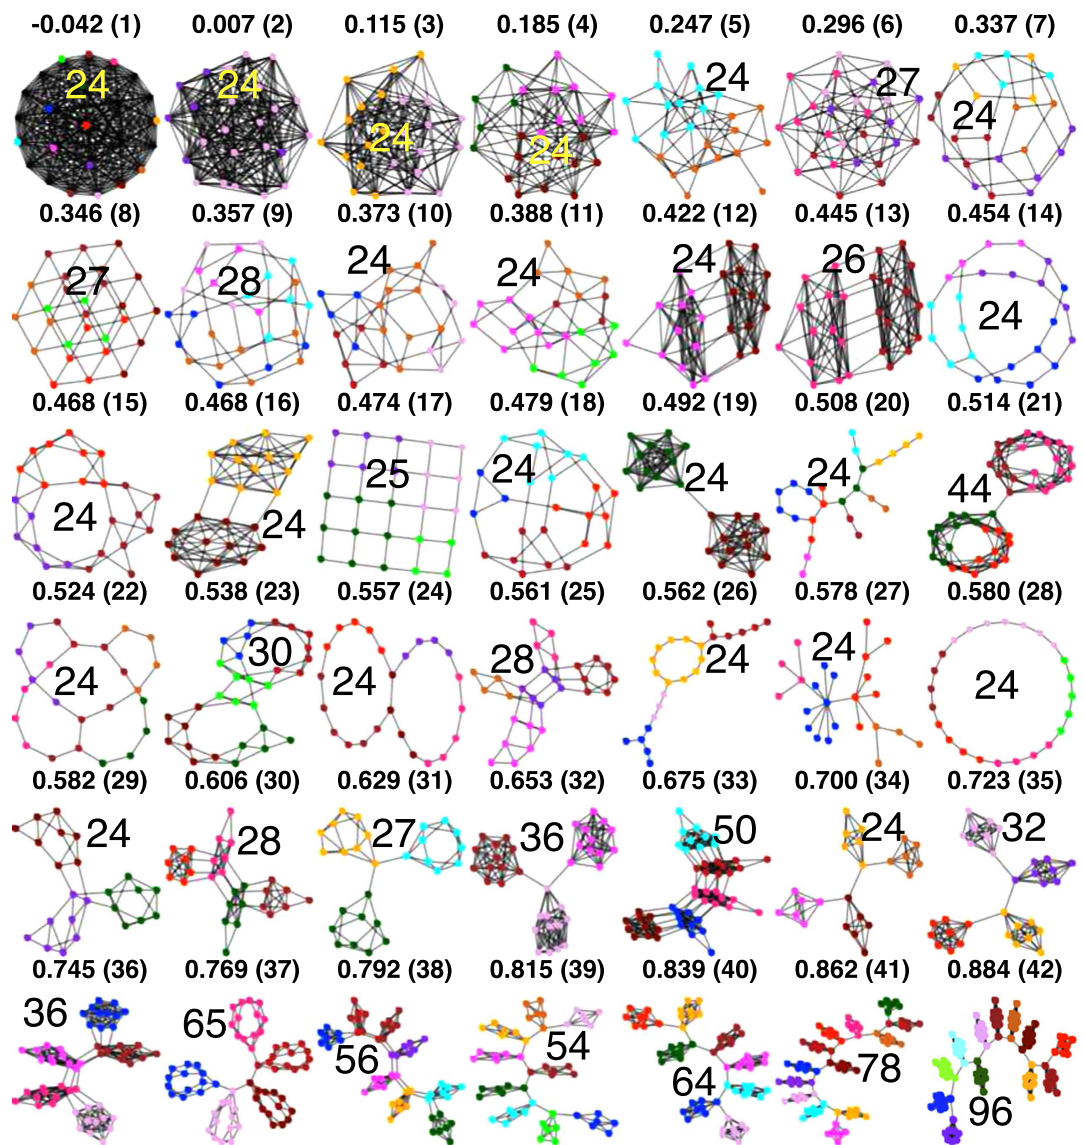 -0.042 (1) 0.007 (2) 0.115 (3) 0.185 (4) 0.247 (5) 0.296 (6) 0.337 (7)
24 24 24 24 24 27 24
0.346 (8) 0.357 (9) 0.373 (10) 0.388 (11) 0.422 (12) 0.445 (13) 0.454 (14)
27 28 24 24 24 26 24
0.468 (15) 0.468 (16) 0.474 (17) 0.479 (18) 0.492 (19) 0.508 (20) 0.514 (21)
24 24 25 24 24 24 44
0.524 (22) 0.538 (23) 0.557 (24) 0.561 (25) 0.562 (26) 0.578 (27) 0.580 (28)
24 30 24 28 24 24 24
0.582 (29) 0.606 (30) 0.629 (31) 0.653 (32) 0.675 (33) 0.700 (34) 0.723 (35)
24 28 27 36 50 24 32
0.745 (36) 0.769 (37) 0.792 (38) 0.815 (39) 0.839 (40) 0.862 (41) 0.884 (42)
36 65 56 54 64 78 96